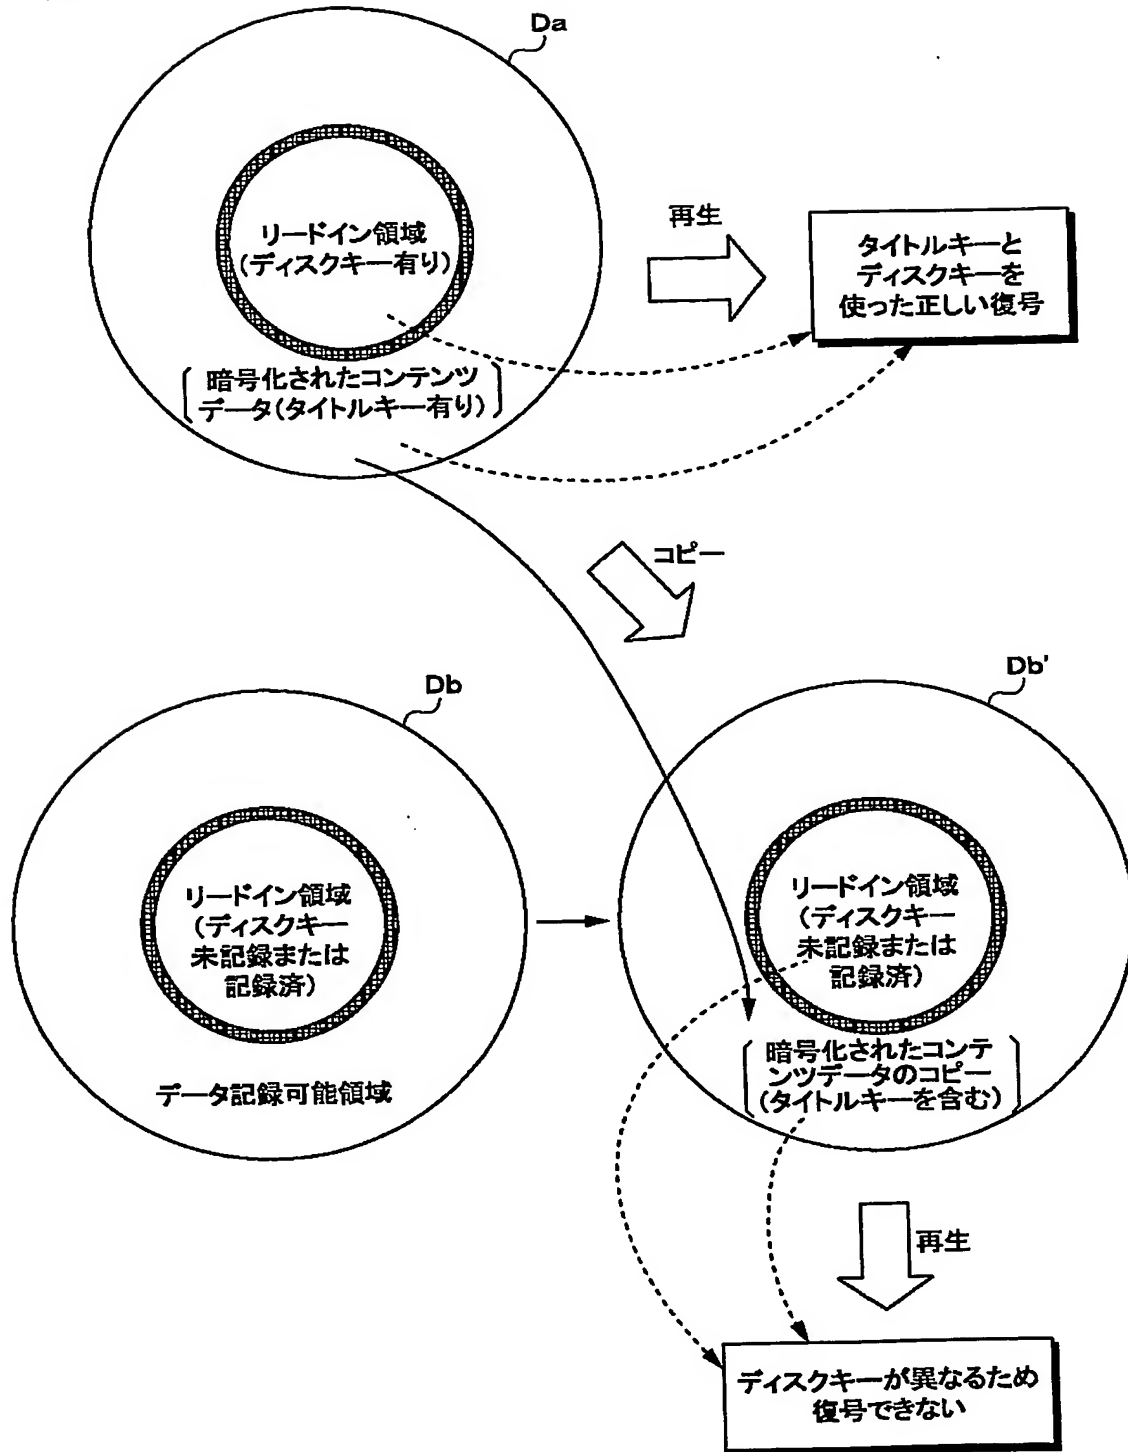 Da
リードイン領域
(ディスクキー有り)
暗号化されたコンテンツ
データ(タイトルキー有り)
再生
タイトルキーと
ディスクキーを
使った正しい復号
コピー
Db
リードイン領域
(ディスクキー
未記録または
記録済)
データ記録可能領域
Db'
リードイン領域
(ディスクキー
未記録または
記録済)
暗号化されたコンテ
ンツデータのコピー
(タイトルキーを含む)
再生
ディスクキーが異なるため
復号できない